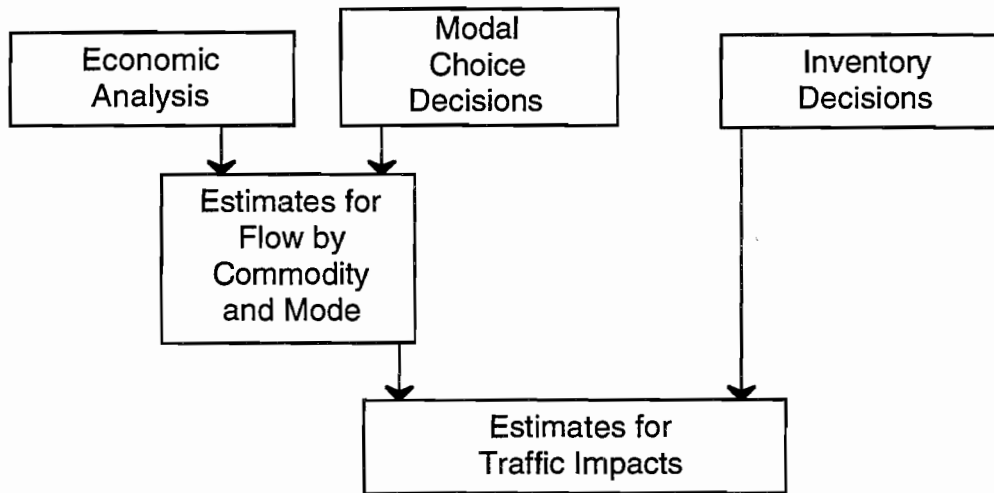 Economic
Analysis
Modal
Choice
Decisions
Inventory
Decisions
Estimates for
Flow by
Commodity
and Mode
Estimates for
Traffic Impacts